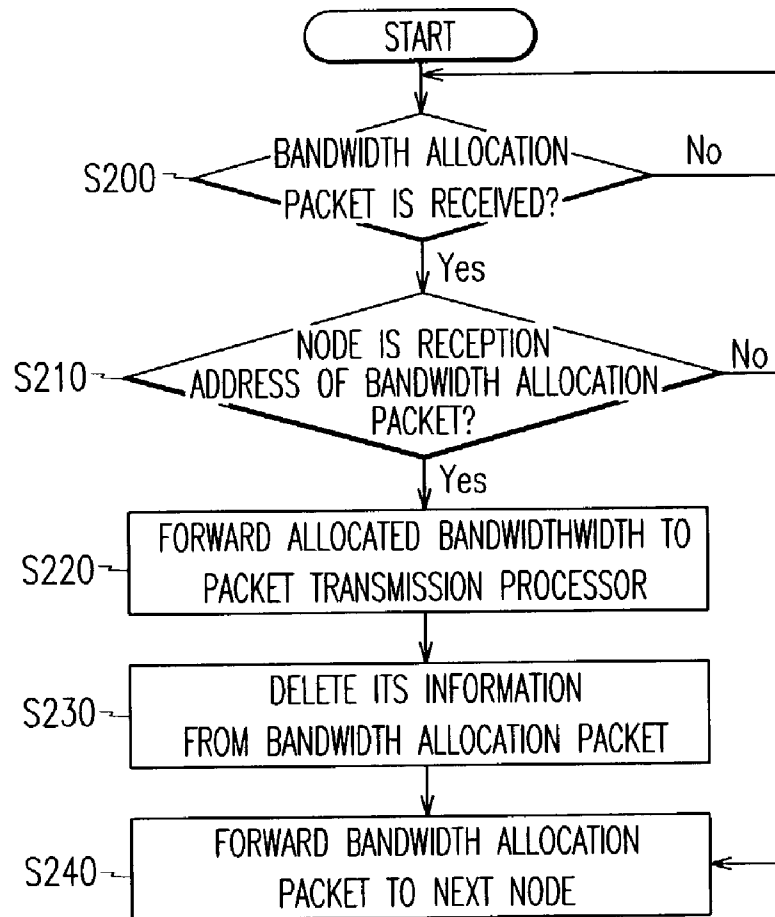 START
BANDWIDTH ALLOCATION
PACKET IS RECEIVED?
S200
No
Yes
NODE IS RECEPTION
ADDRESS OF BANDWIDTH ALLOCATION
PACKET?
S210
No
Yes
FORWARD ALLOCATED BANDWIDTHWIDTH TO
PACKET TRANSMISSION PROCESSOR
S220
DELETE ITS INFORMATION
FROM BANDWIDTH ALLOCATION PACKET
S230
FORWARD BANDWIDTH ALLOCATION
PACKET TO NEXT NODE
S240